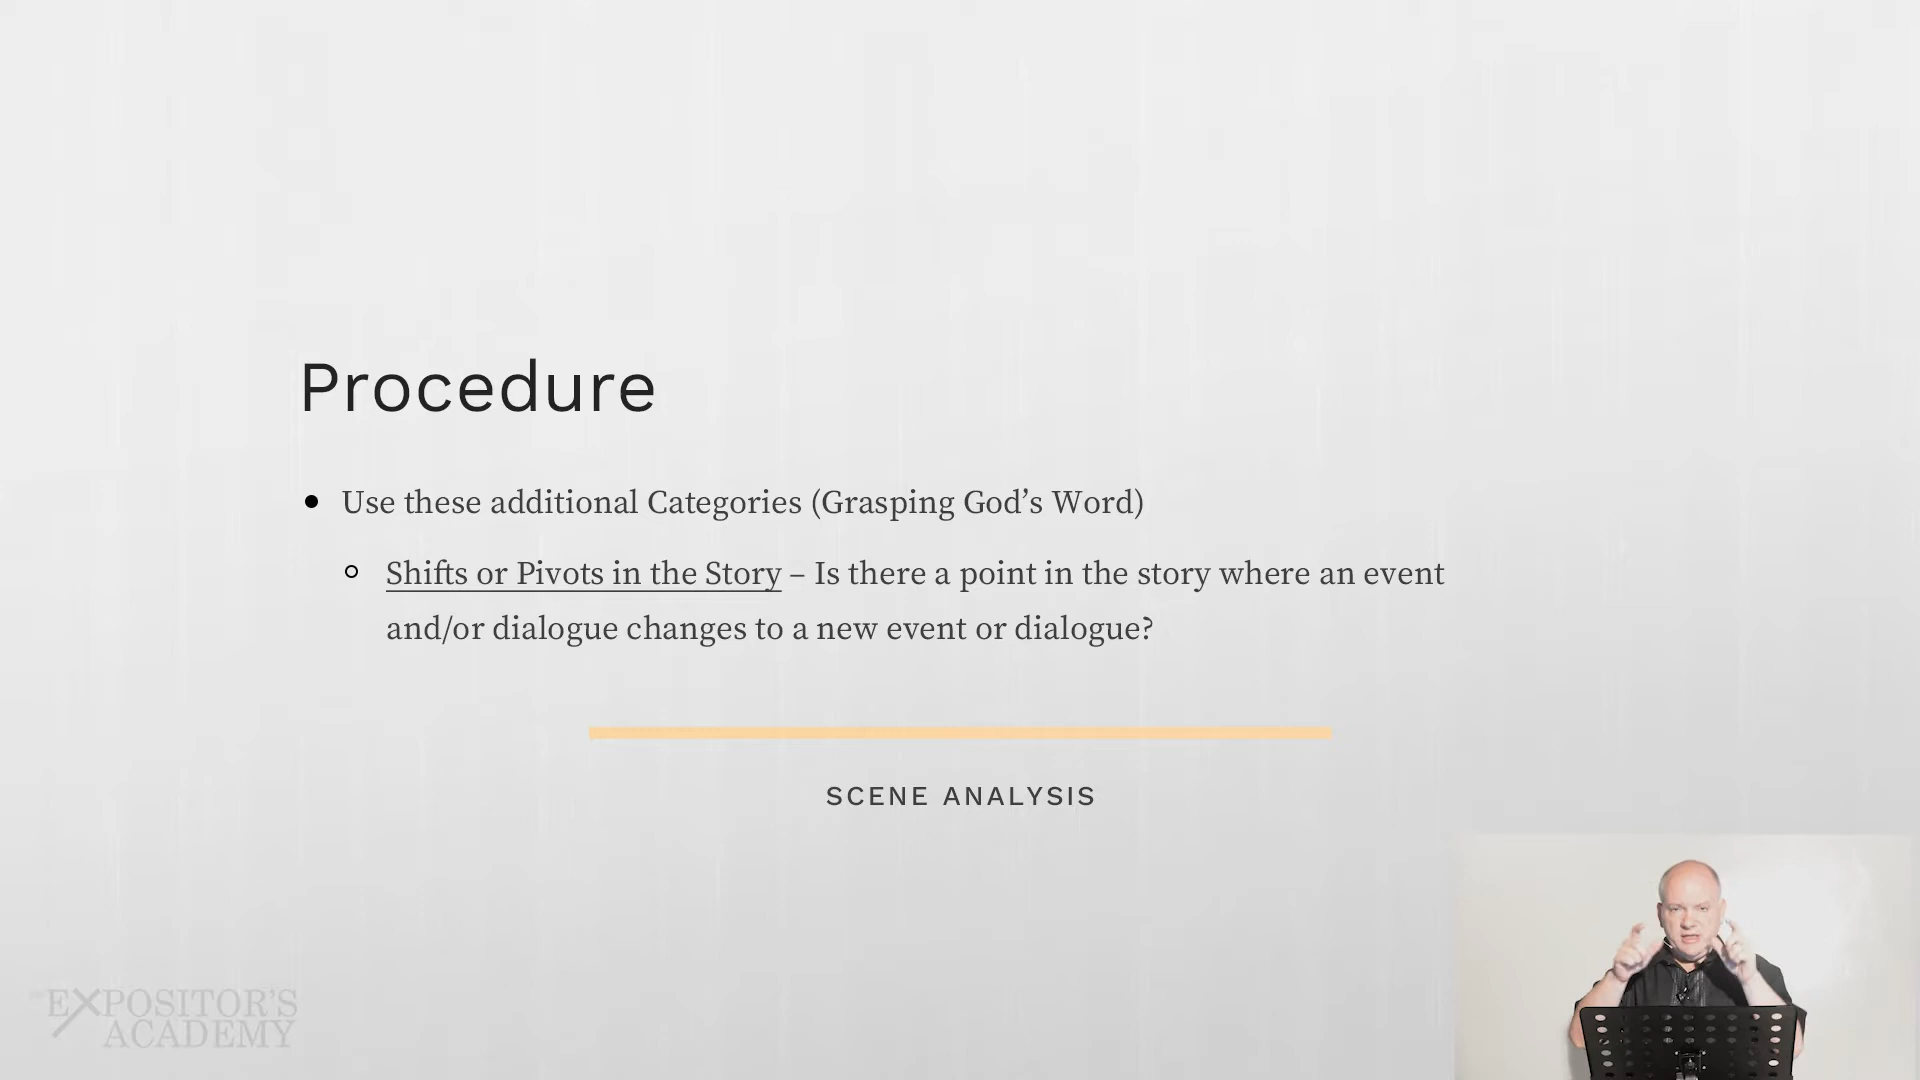 Procedure
Use these additional Categories (Grasping God’s Word)
Shifts or Pivots in the Story – Is there a point in the story where an event
and/or dialogue changes to a new event or dialogue?
SCENE ANALYSIS
EXPOSITOR'S
ACADEMY